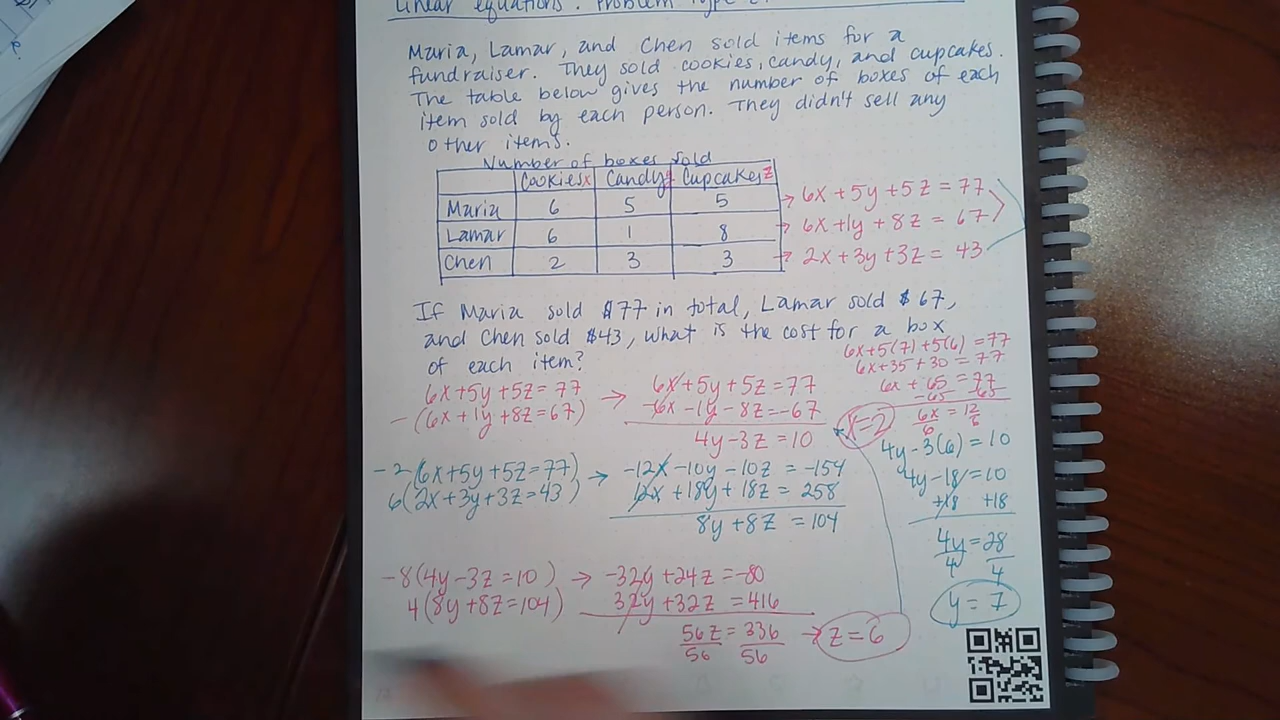 Linear equations. Problem Type 2.
Maria, Lamar, and Chen sold items for a
fundraiser. They sold cookies, candy, and cupcakes.
The table below gives the number of boxes of each
item sold by each person. They didn't sell any
other items.
Number of boxes sold
Cookies x Candy y Cupcakes z
Maria 6 5 5 → 6x + 5y + 5z = 77
Lamar 6 1 8 → 6x + 1y + 8z = 67
Chen 2 3 3 → 2x + 3y + 3z = 43
If Maria sold $77 in total, Lamar sold $67,
and Chen sold $43, what is the cost for a box
of each item?
6x+5y+5z=77 → 6x+5y+5z=77
-(6x+1y+8z=67) -6x-1y-8z=-67
4y-3z=10
-2(6x+5y+5z=77) → -12x-10y-10z=-154
6(2x+3y+3z=43) 12x+18y+18z=258
8y+8z=104
-8(4y-3z=10) → -32y+24z=-80
4(8y+8z=104) 32y+32z=416
56z=336 → z=6
56 56
6x+5(7)+5(6)=77
6x+35+30=77
6x+65=77
-65 -65
6x=12
6 6
x=2
4y-3(6)=10
4y-18=10
+18 +18
4y=28
4 4
y=7